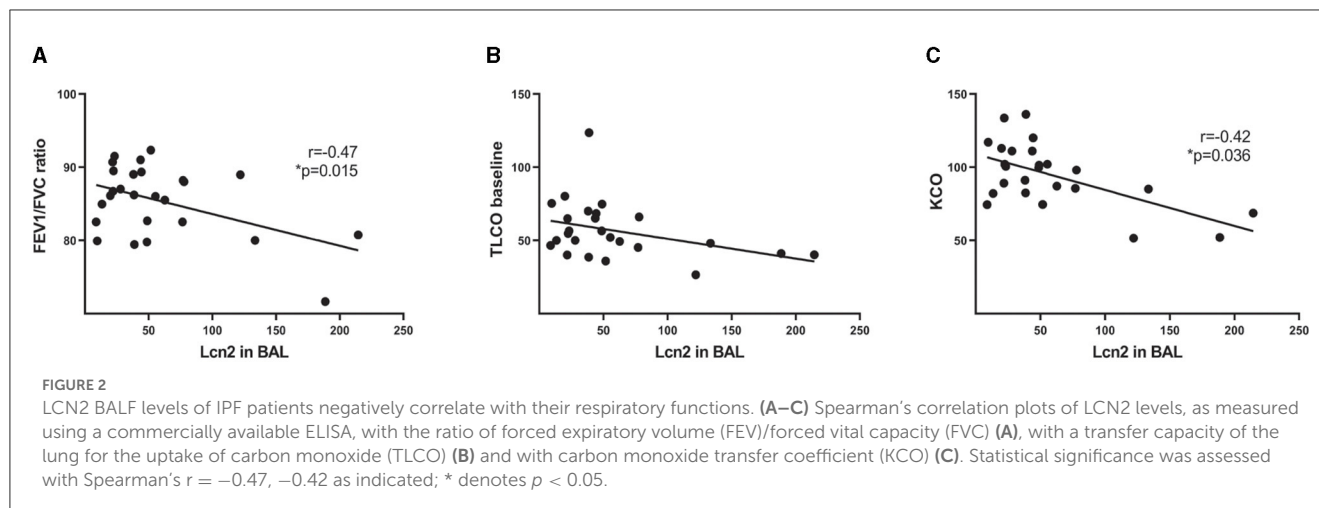 A
B
C
100
90
80
FEV1/FVC ratio
r=-0.47
*p=0.015
50
100
150
200
250
Lcn2 in BAL
150
100
50
TLCO baseline
50
100
150
200
250
Lcn2 in BAL
150
100
50
KCO
r=-0.42
*p=0.036
50
100
150
200
250
Lcn2 in BAL
FIGURE 2
LCN2 BALF levels of IPF patients negatively correlate with their respiratory functions. (A–C) Spearman's correlation plots of LCN2 levels, as measured
using a commercially available ELISA, with the ratio of forced expiratory volume (FEV)/forced vital capacity (FVC) (A), with a transfer capacity of the
lung for the uptake of carbon monoxide (TLCO) (B) and with carbon monoxide transfer coefficient (KCO) (C). Statistical significance was assessed
with Spearman's r = −0.47, −0.42 as indicated; * denotes p < 0.05.